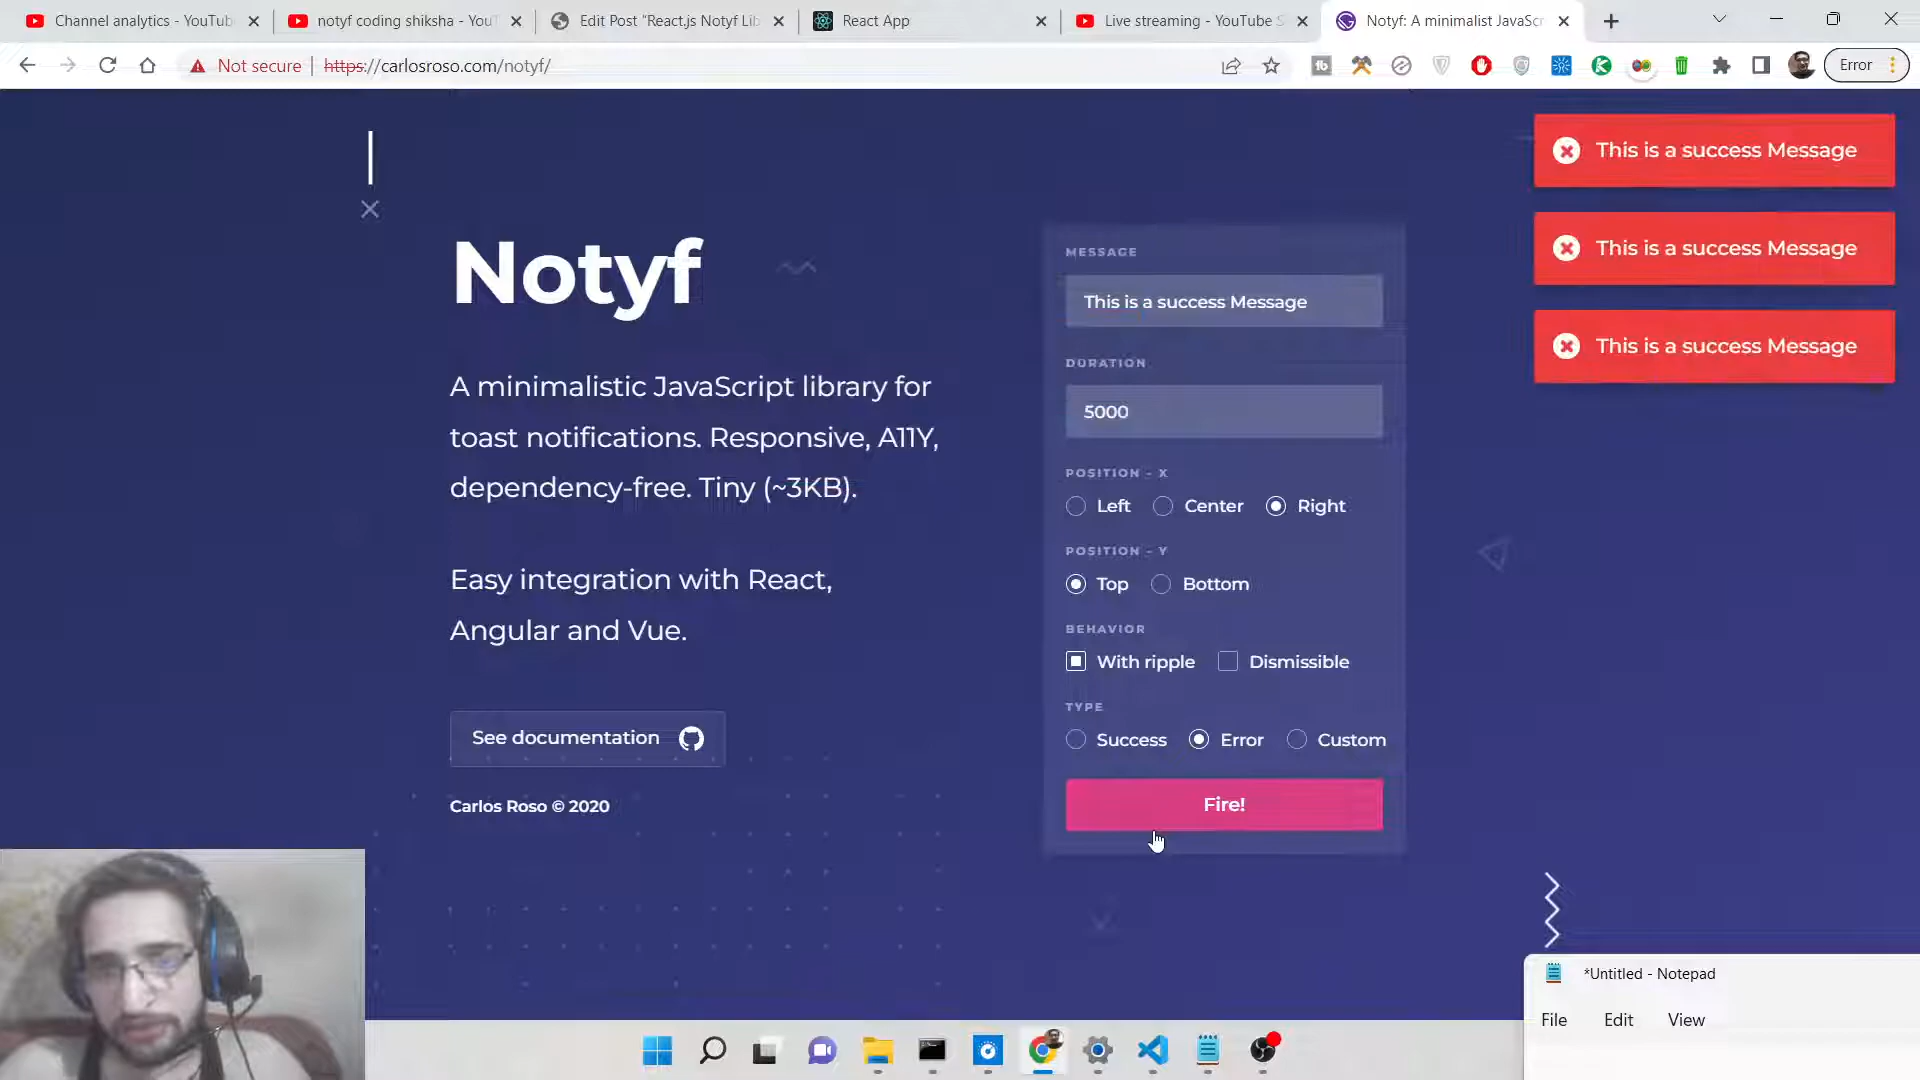 Channel analytics - YouTub
notyf coding shiksha - YouT
Edit Post "React.js Notyf Lib
React App
Live streaming - YouTube S
Notyf: A minimalist JavaScr
Not secure
https://carlosroso.com/notyf/
Error
Notyf
A minimalistic JavaScript library for
toast notifications. Responsive, A11Y,
dependency-free. Tiny (~3KB).
Easy integration with React,
Angular and Vue.
See documentation
Carlos Roso © 2020
MESSAGE
This is a success Message
DURATION
5000
POSITION - X
Left Center Right
POSITION - Y
Top Bottom
BEHAVIOR
With ripple Dismissible
TYPE
Success Error Custom
Fire!
This is a success Message
This is a success Message
This is a success Message
*Untitled - Notepad
File Edit View